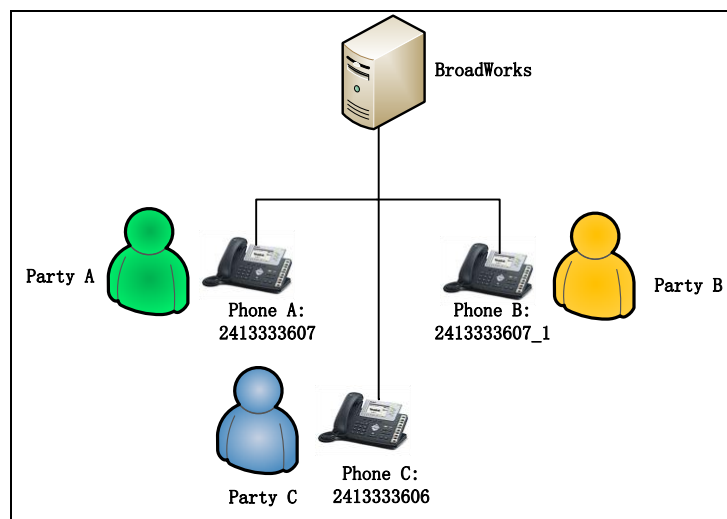 BroadWorks
Party A
Phone A:
2413333607
Phone B:
2413333607_1
Party B
Party C
Phone C:
2413333606